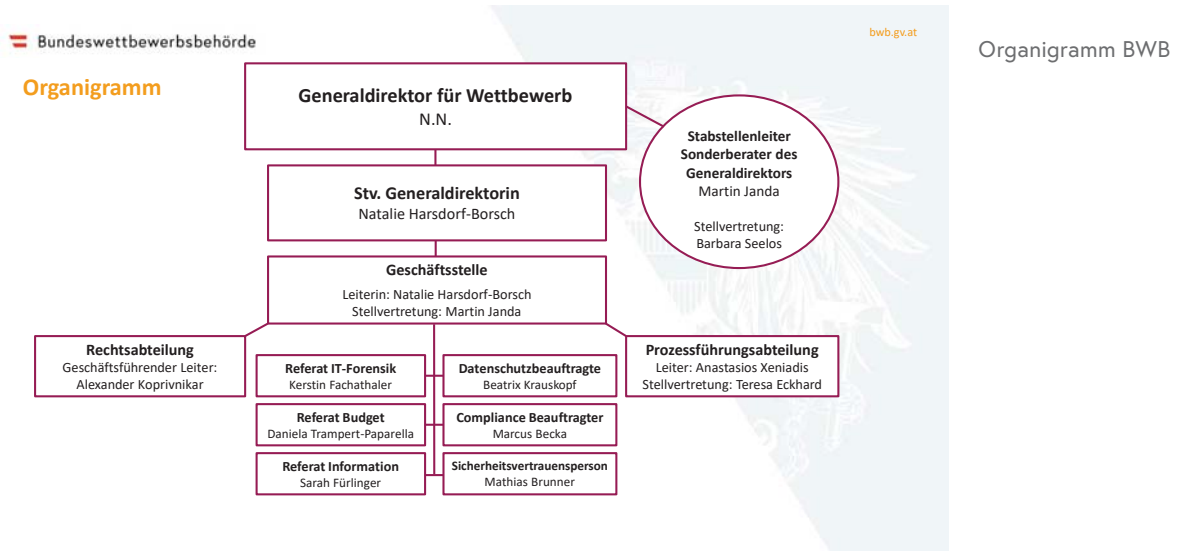 Bundeswettbewerbsbehörde
bwb.gv.at
Organigramm BWB
Organigramm
Generaldirektor für Wettbewerb
N.N.
Stabstellenleiter
Sonderberater des
Generaldirektors
Martin Janda
Stellvertretung:
Barbara Seelos
Stv. Generaldirektorin
Natalie Harsdorf-Borsch
Geschäftsstelle
Leiterin: Natalie Harsdorf-Borsch
Stellvertretung: Martin Janda
Rechtsabteilung
Geschäftsführender Leiter:
Alexander Koprivnikar
Referat IT-Forensik
Kerstin Fachathaler
Datenschutzbeauftragte
Beatrix Krauskopf
Prozessführungsabteilung
Leiter: Anastasios Xeniadis
Stellvertretung: Teresa Eckhard
Referat Budget
Daniela Trampert-Paparella
Compliance Beauftragter
Marcus Becka
Referat Information
Sarah Fürlinger
Sicherheitsvertrauensperson
Mathias Brunner